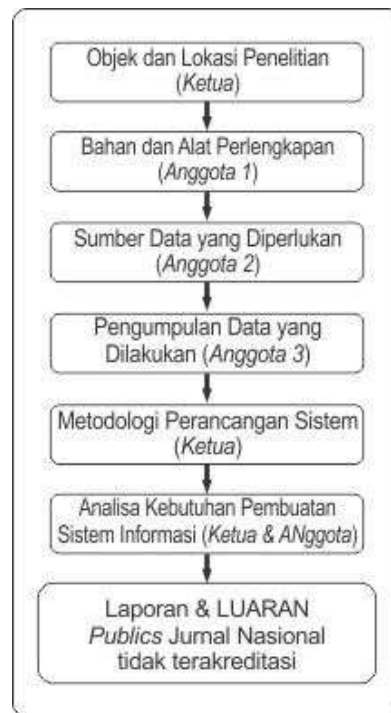 Objek dan Lokasi Penelitian
(Ketua)
Bahan dan Alat Perlengkapan
(Anggota 1)
Sumber Data yang Diperlukan
(Anggota 2)
Pengumpulan Data yang
Dilakukan (Anggota 3)
Metodologi Perancangan Sistem
(Ketua)
Analisa Kebutuhan Pembuatan
Sistem Informasi (Ketua & ANggota)
Laporan & LUARAN
Publics Jurnal Nasional
tidak terakreditasi